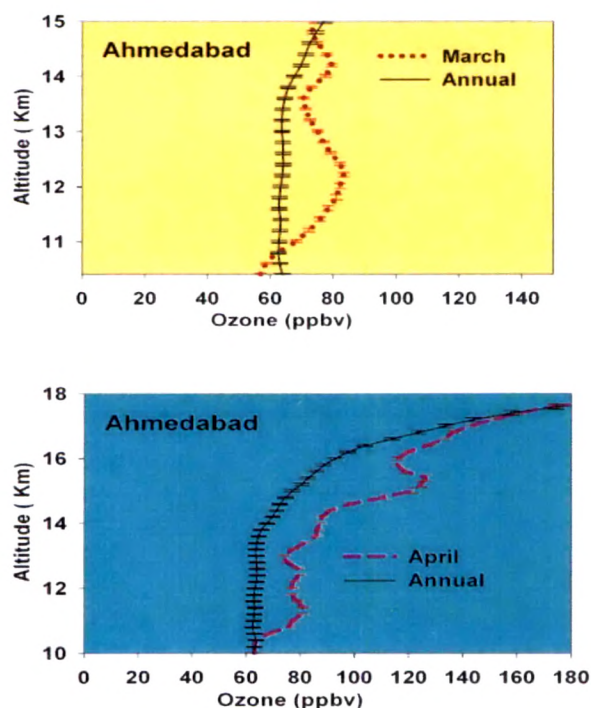 15
Ahmedabad
March
Annual
14
13
12
11
Altitude ( Km)
0 20 40 60 80 100 120 140
Ozone (ppbv)
18
Ahmedabad
16
14
April
Annual
12
10
Altitude (Km)
0 20 40 60 80 100 120 140 160 180
Ozone (ppbv)